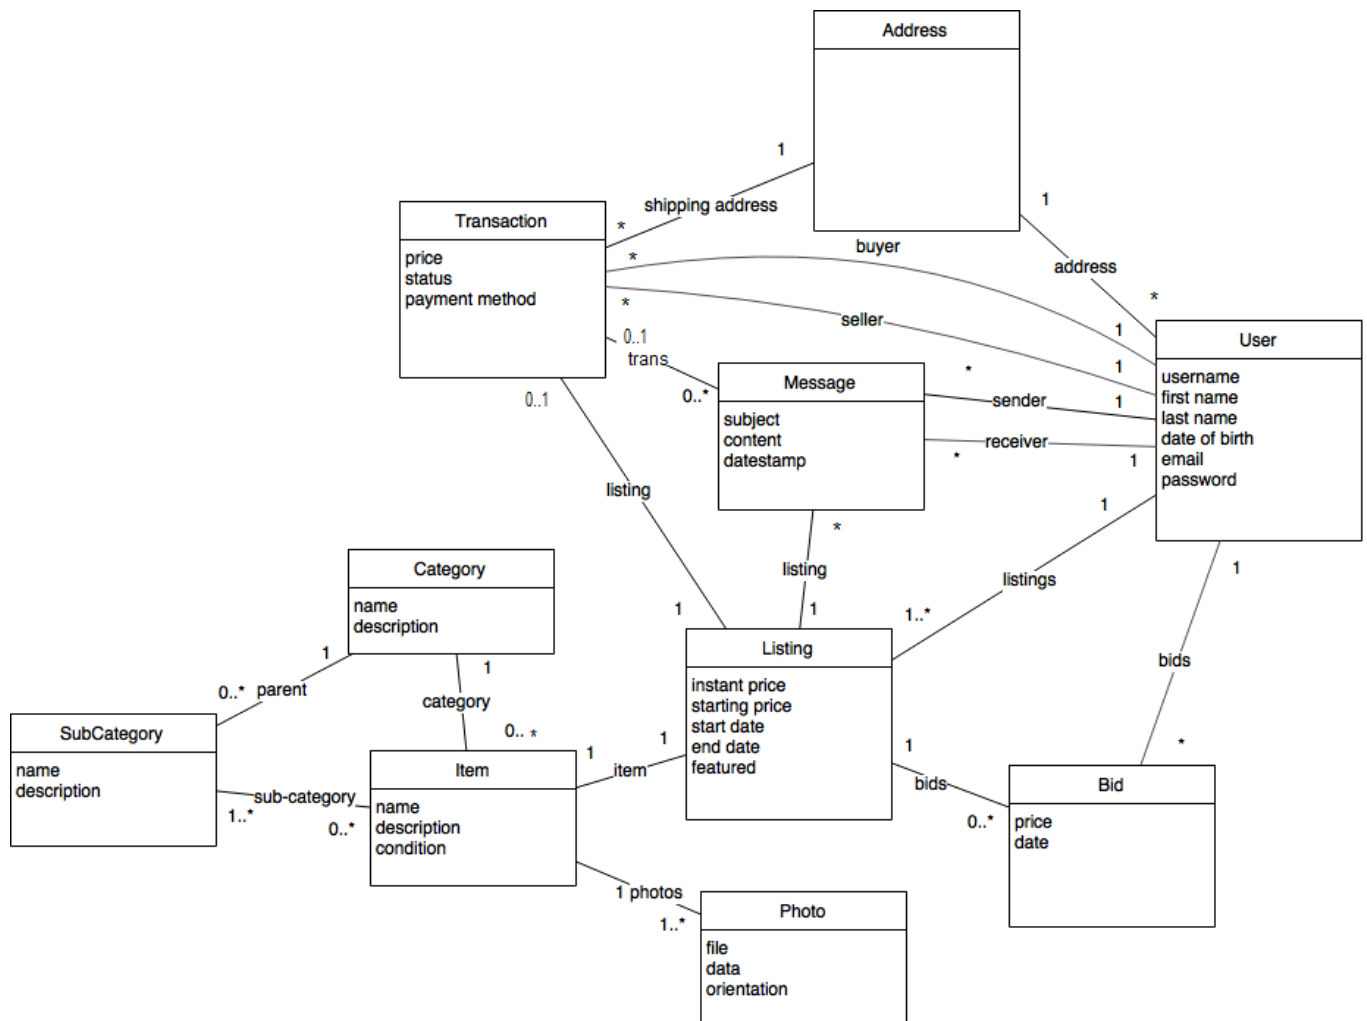 Address
1
shipping address
*
1
address
*
Transaction
price
status
payment method
buyer
*
1
seller
*
1
0..1
trans
0..*
0..1
User
username
first name
last name
date of birth
email
password
Message
subject
content
datestamp
*
sender
1
receiver
*
1
listing
1
*
listing
1
1
listings
1..*
1
bids
*
Category
name
description
1
parent
0..*
1
category
0.. *
SubCategory
name
description
sub-category
1..*
0..*
Item
name
description
condition
1
item
1
Listing
instant price
starting price
start date
end date
featured
1
bids
0..*
Bid
price
date
1 photos
1..*
Photo
file
data
orientation